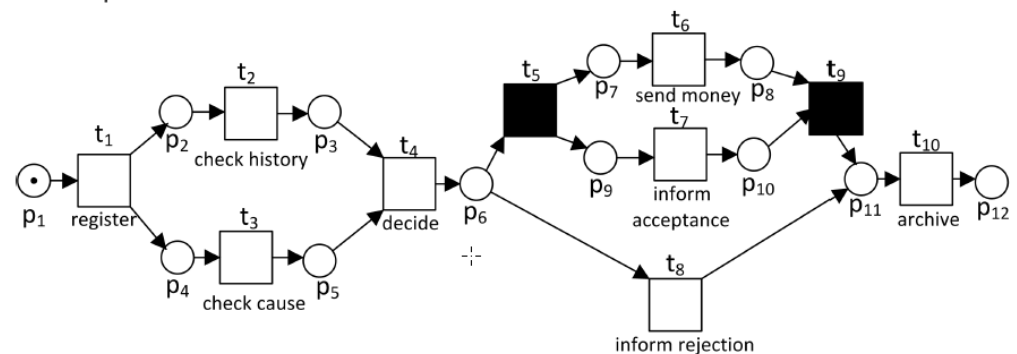 t1
register
p1
p2
t2
check history
p3
p4
t3
check cause
p5
t4
decide
p6
t5
p7
t6
send money
p8
p9
t7
inform
acceptance
p10
t8
inform rejection
t9
p11
t10
archive
p12